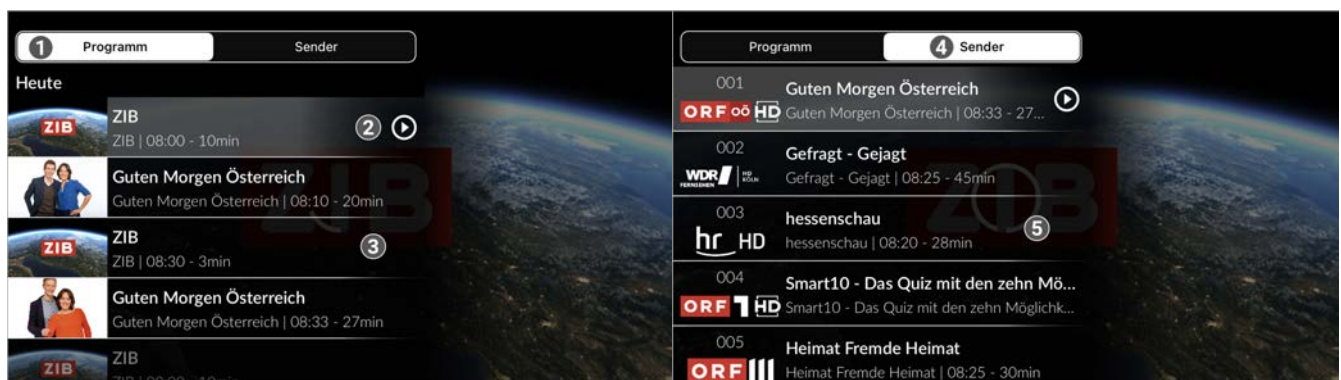 1 Programm Sender
Heute
ZIB
ZIB
ZIB | 08:00 - 10min
2
Guten Morgen Österreich
Guten Morgen Österreich | 08:10 - 20min
ZIB
ZIB
ZIB | 08:30 - 3min
3
Guten Morgen Österreich
Guten Morgen Österreich | 08:33 - 27min
ZIB
ZIB
ZIB
Programm 4 Sender
001
ORF oö HD
Guten Morgen Österreich
Guten Morgen Österreich | 08:33 - 27...
002
WDR FERNSEHEN HD KÖLN
Gefragt - Gejagt
Gefragt - Gejagt | 08:25 - 45min
003
hr HD
hessenschau
hessenschau | 08:20 - 28min
5
ZIB
004
ORF 1 HD
Smart10 - Das Quiz mit den zehn Mö...
Smart10 - Das Quiz mit den zehn Möglichk...
005
ORF III
Heimat Fremde Heimat
Heimat Fremde Heimat | 08:25 - 30min